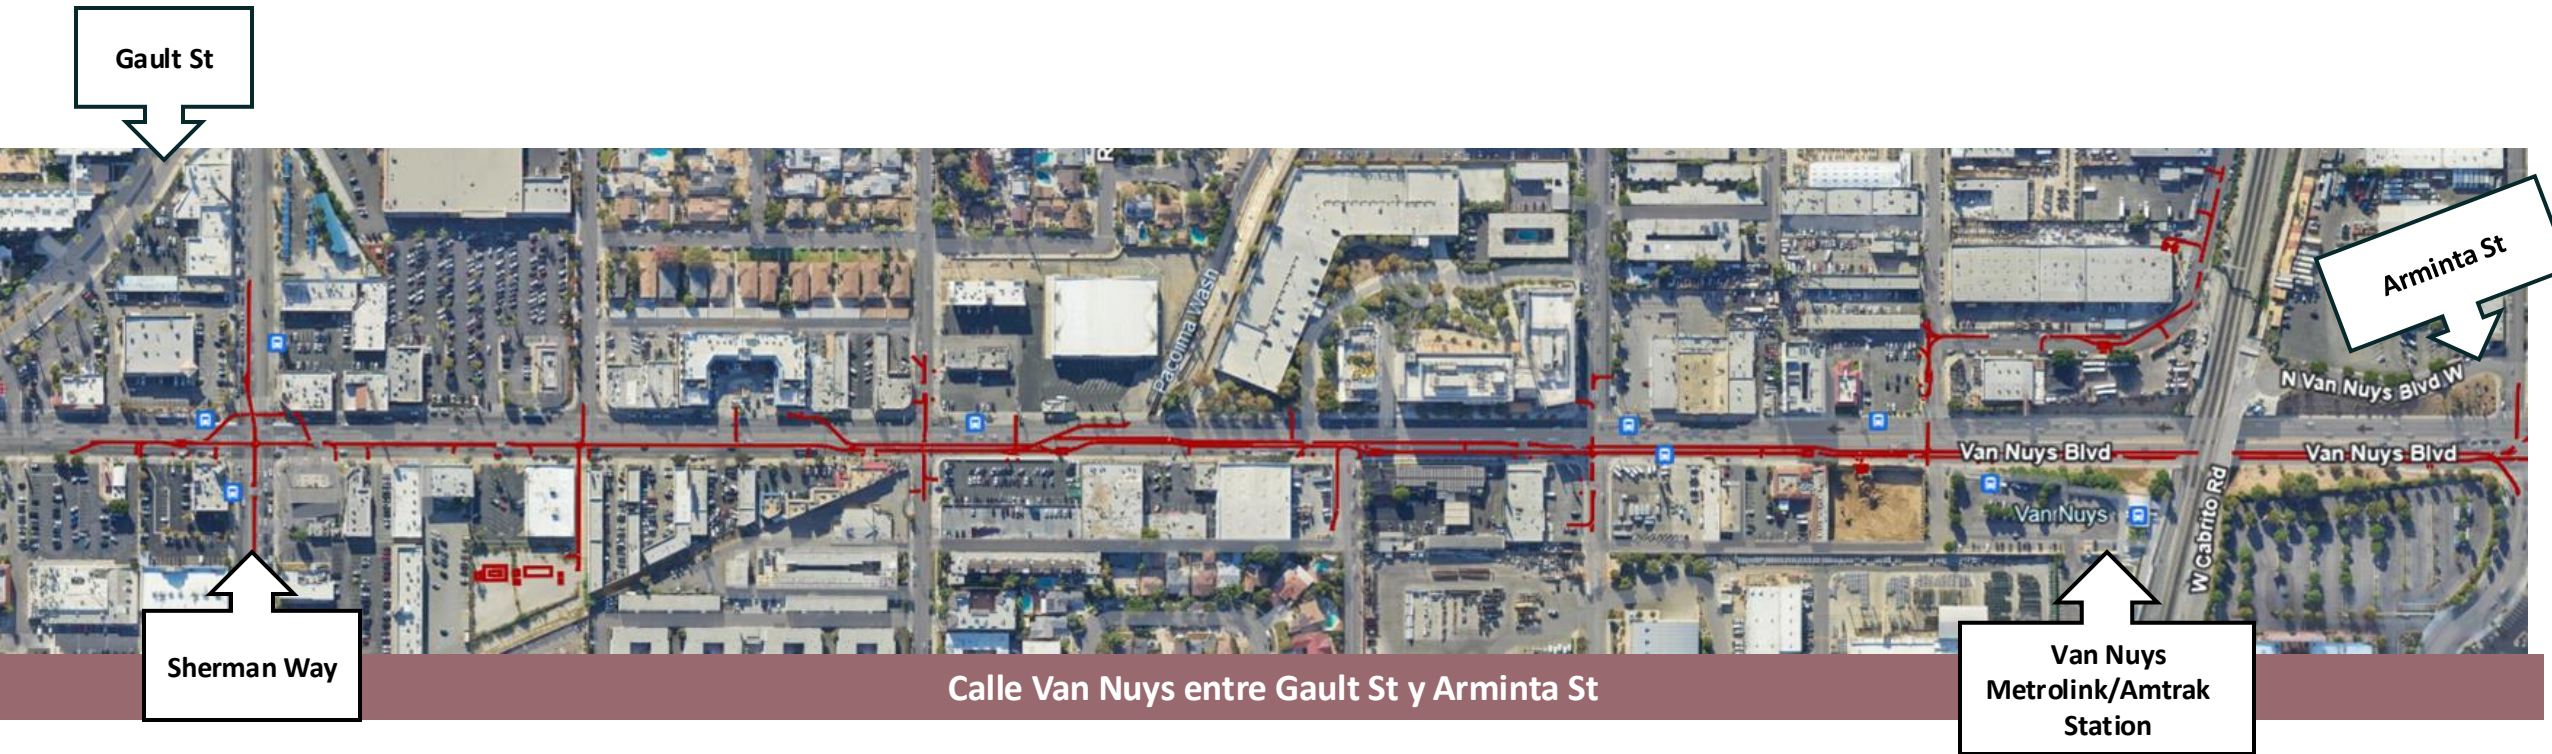 Gault St
R
Pacoima Wash
Arminta St
N Van Nuys Blvd W
Van Nuys Blvd
Van Nuys Blvd
Van Nuys
W Cabrito Rd
Sherman Way
Calle Van Nuys entre Gault St y Arminta St
Van Nuys
Metrolink/Amtrak
Station